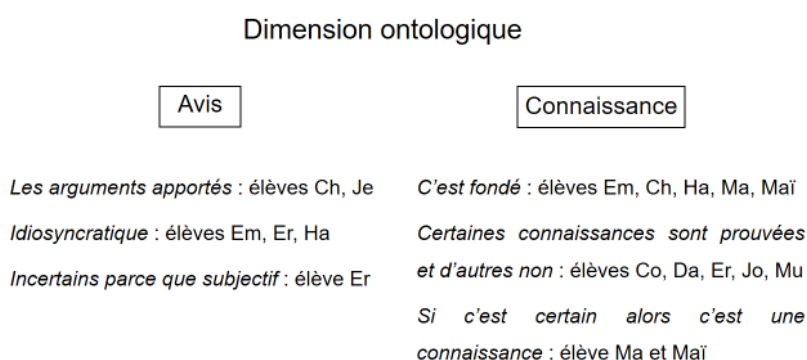 Dimension ontologique
Avis
Connaissance
Les arguments apportés : élèves Ch, Je
Idiosyncratique : élèves Em, Er, Ha
Incertains parce que subjectif : élève Er
C'est fondé : élèves Em, Ch, Ha, Ma, Maï
Certaines connaissances sont prouvées
et d'autres non : élèves Co, Da, Er, Jo, Mu
Si c'est certain alors c'est une
connaissance : élève Ma et Maï